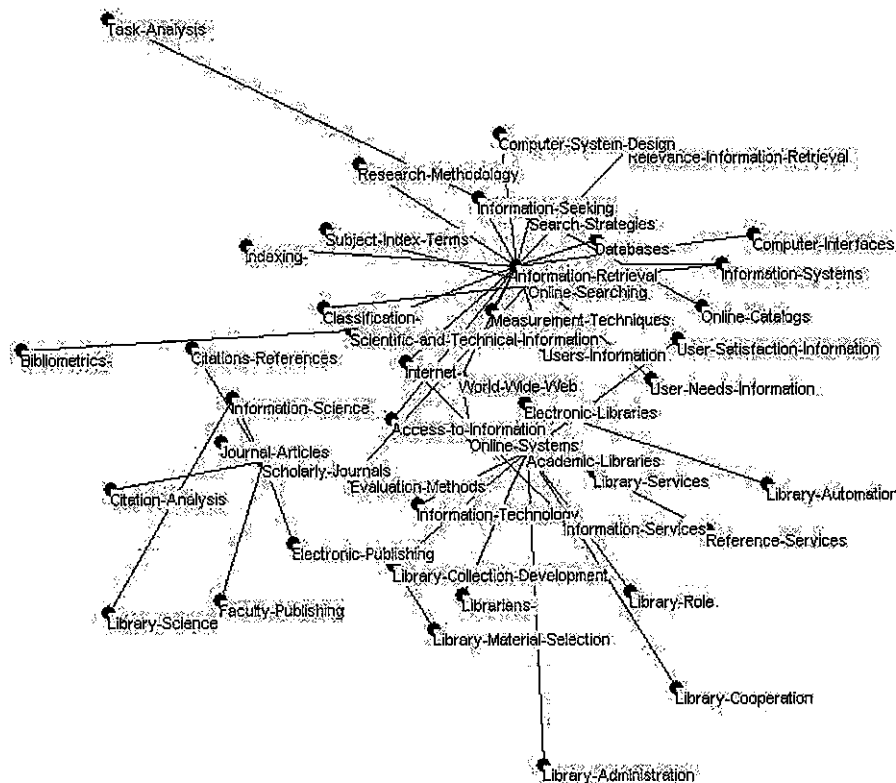 Task-Analysis
Computer-System-Design
Relevance-Information-Retrieval
Research-Methodology
Information-Seeking
Search-Strategies
Subject-Index-Terms
Databases-
Computer-Interfaces
Indexing-
Information-Retrieval
Information-Systems
Online-Searching
Classification-
Measurement-Techniques
Online-Catalogs
Scientific-and-Technical-Information
User-Satisfaction-Information
Bibliometrics-
Citations-References
Users-Information
Internet-
World-Wide-Web
User-Needs-Information
Information-Science
Electronic-Libraries
Access-to-Information
Online-Systems
Journal-Articles
Scholarly-Journals
Academic-Libraries
Library-Services
Evaluation-Methods
Library-Automation
Citation-Analysis
Information-Technology
Information-Services
Reference-Services
Electronic-Publishing
Library-Collection-Development
Librarians-
Library-Role
Library-Science
Faculty-Publishing
Library-Material-Selection
Library-Cooperation
Library-Administration